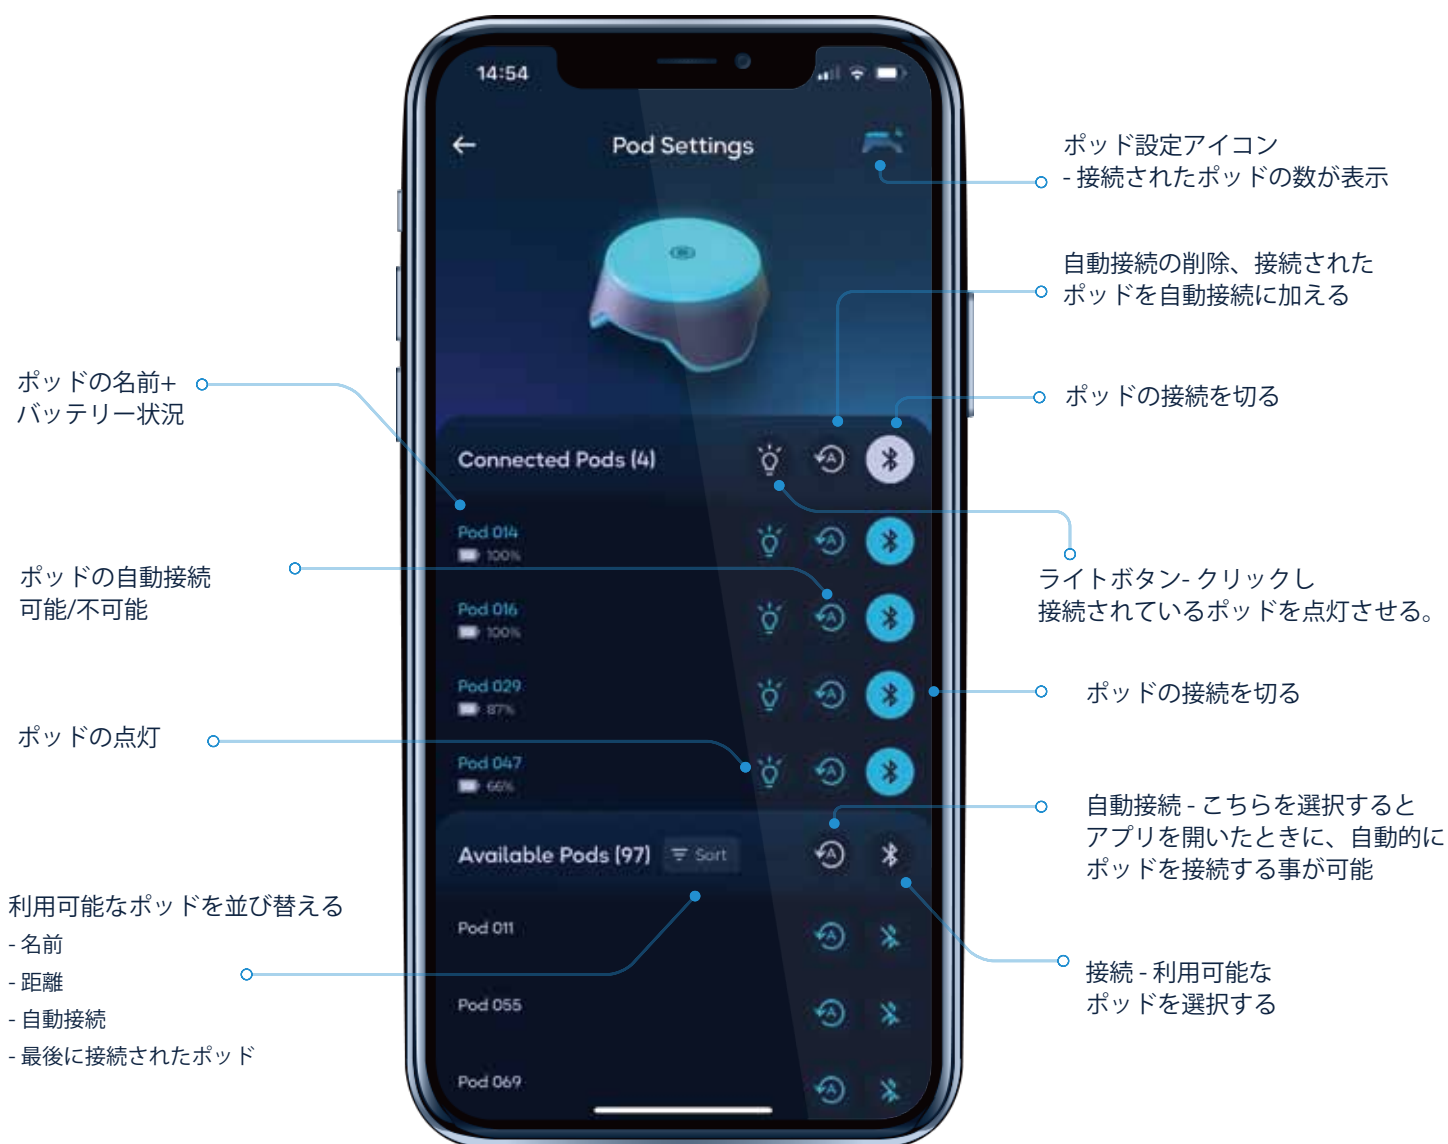 14:54
Pod Settings
ポッド設定アイコン
- 接続されたポッドの数が表示
自動接続の削除、接続された
ポッドを自動接続に加える
ポッドの名前+
バッテリー状況
ポッドの接続を切る
Connected Pods (4)
Pod 014
100%
ライトボタン- クリックし
接続されているポッドを点灯させる。
ポッドの自動接続
可能/不可能
Pod 016
100%
Pod 029
87%
ポッドの接続を切る
ポッドの点灯
Pod 047
66%
自動接続 - こちらを選択すると
アプリを開いたときに、自動的に
ポッドを接続する事が可能
Available Pods (97)
Sort
利用可能なポッドを並び替える
- 名前
- 距離
- 自動接続
- 最後に接続されたポッド
Pod 011
接続 - 利用可能な
ポッドを選択する
Pod 055
Pod 069